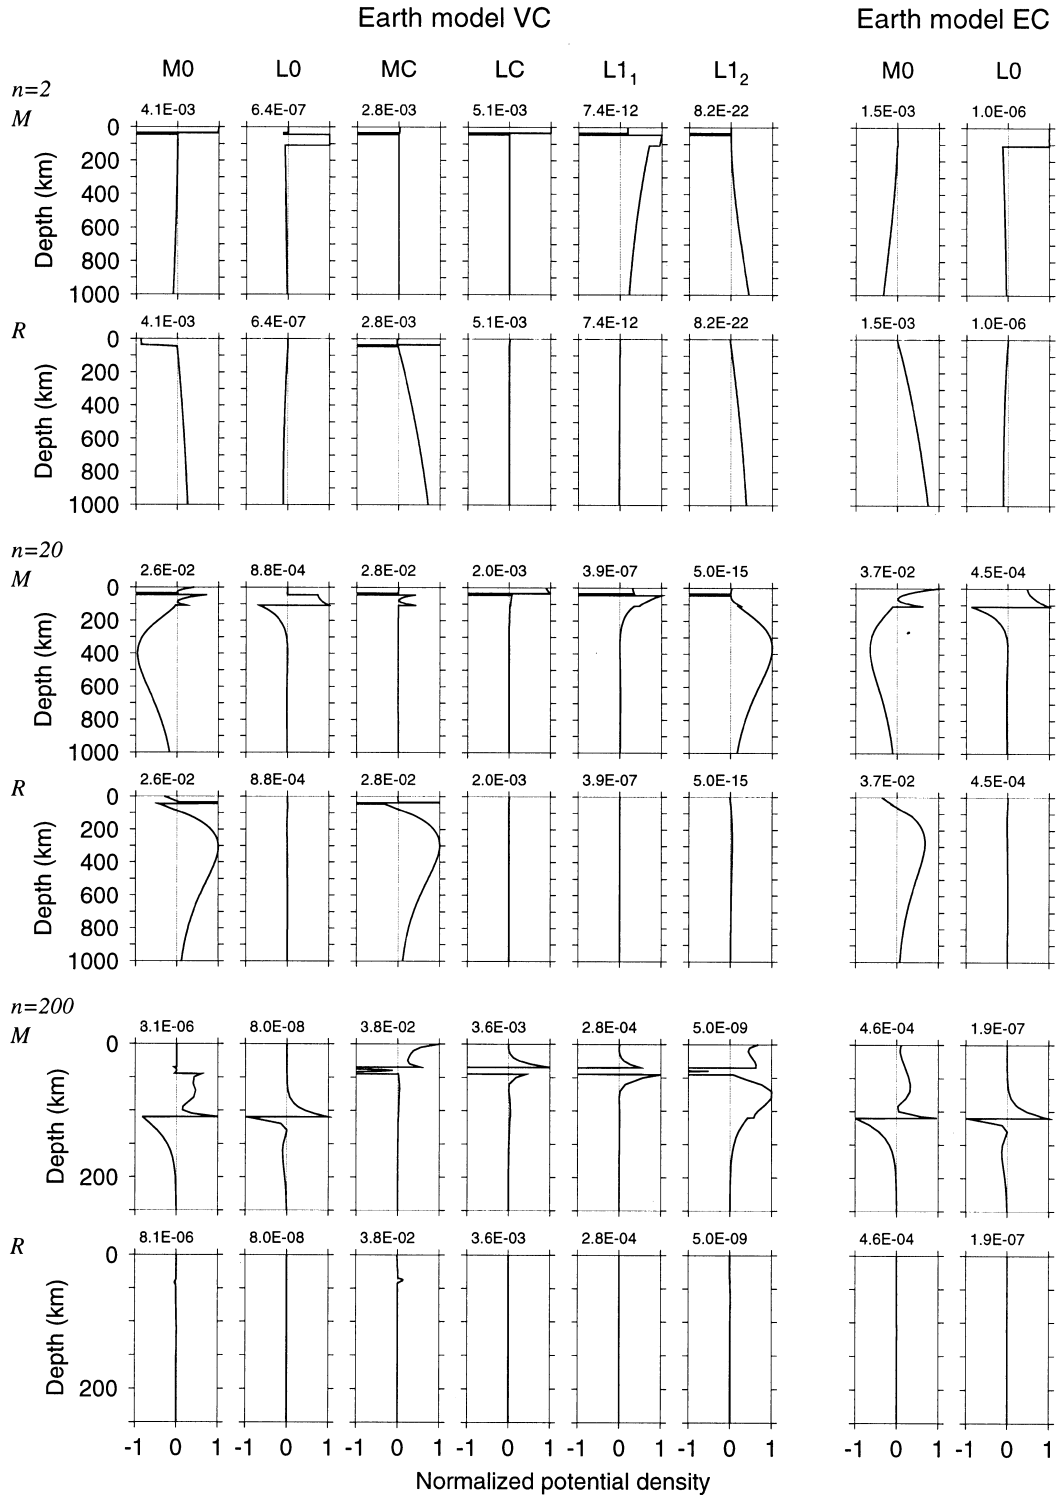 Earth model VC Earth model EC
M0 L0 MC LC L1₁ L1₂ M0 L0
n=2
M 4.1E-03 6.4E-07 2.8E-03 5.1E-03 7.4E-12 8.2E-22 1.5E-03 1.0E-06
0
200
400
600
800
1000
Depth (km)
R 4.1E-03 6.4E-07 2.8E-03 5.1E-03 7.4E-12 8.2E-22 1.5E-03 1.0E-06
0
200
400
600
800
1000
Depth (km)
n=20
M 2.6E-02 8.8E-04 2.8E-02 2.0E-03 3.9E-07 5.0E-15 3.7E-02 4.5E-04
0
200
400
600
800
1000
Depth (km)
R 2.6E-02 8.8E-04 2.8E-02 2.0E-03 3.9E-07 5.0E-15 3.7E-02 4.5E-04
0
200
400
600
800
1000
Depth (km)
n=200
M 3.1E-06 8.0E-08 3.8E-02 3.6E-03 2.8E-04 5.0E-09 4.6E-04 1.9E-07
0
200
Depth (km)
R 8.1E-06 8.0E-08 3.8E-02 3.6E-03 2.8E-04 5.0E-09 4.6E-04 1.9E-07
0
200
Depth (km)
-1 0 1 -1 0 1 -1 0 1 -1 0 1 -1 0 1 -1 0 1 -1 0 1 -1 0 1
Normalized potential density